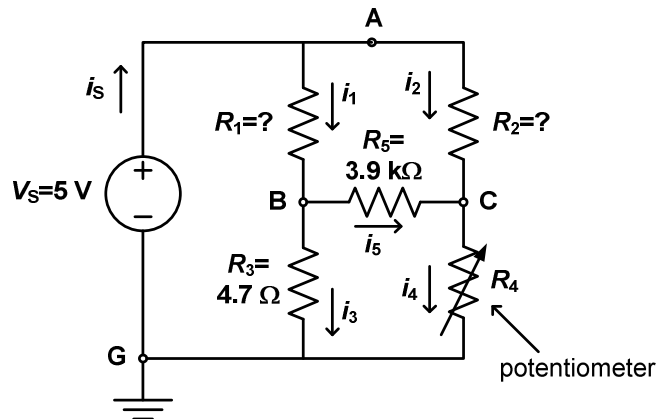 A
iS
i1
i2
R1=?
R5=
3.9 kΩ
R2=?
VS=5 V
+
−
B
C
i5
R3=
4.7 Ω
i3
i4
R4
G
potentiometer